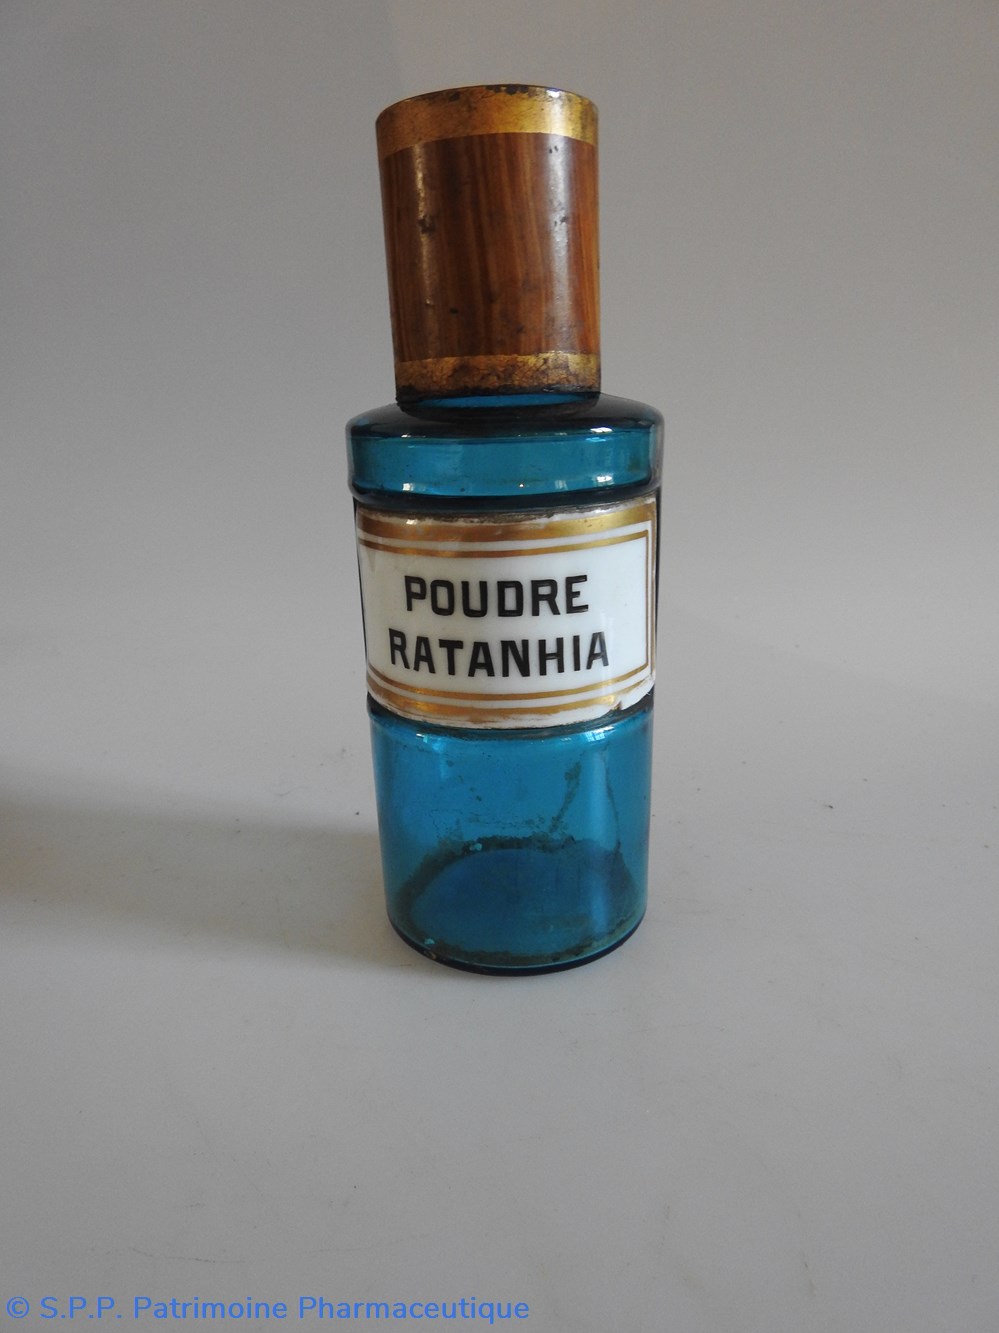 POUDRE
RATANHIA
© S.P.P. Patrimoine Pharmaceutique